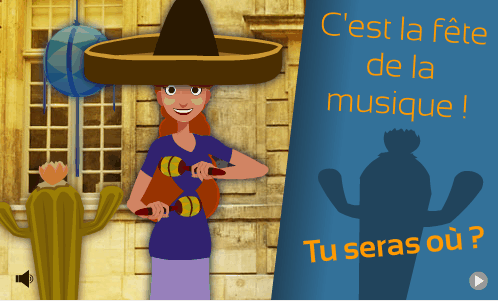 C'est la fête
de la
musique !
Tu seras où ?